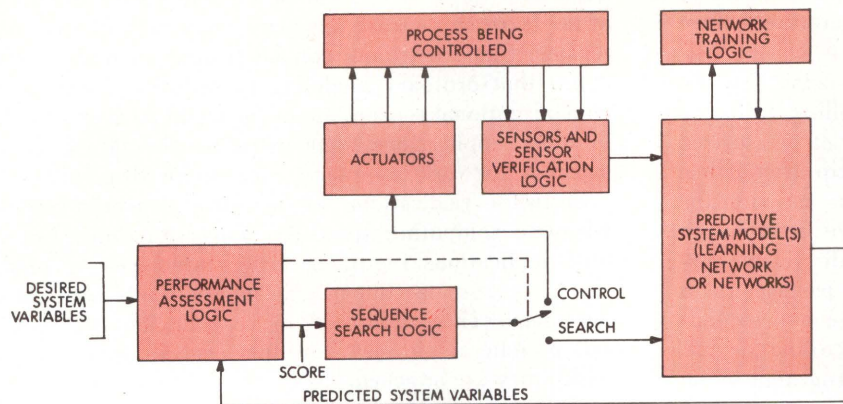 PROCESS BEING
CONTROLLED
NETWORK
TRAINING
LOGIC
ACTUATORS
SENSORS AND
SENSOR
VERIFICATION
LOGIC
PREDICTIVE
SYSTEM MODEL(S)
(LEARNING
NETWORK
OR NETWORKS)
DESIRED
SYSTEM
VARIABLES
PERFORMANCE
ASSESSMENT
LOGIC
SEQUENCE
SEARCH LOGIC
CONTROL
SEARCH
SCORE
PREDICTED SYSTEM VARIABLES